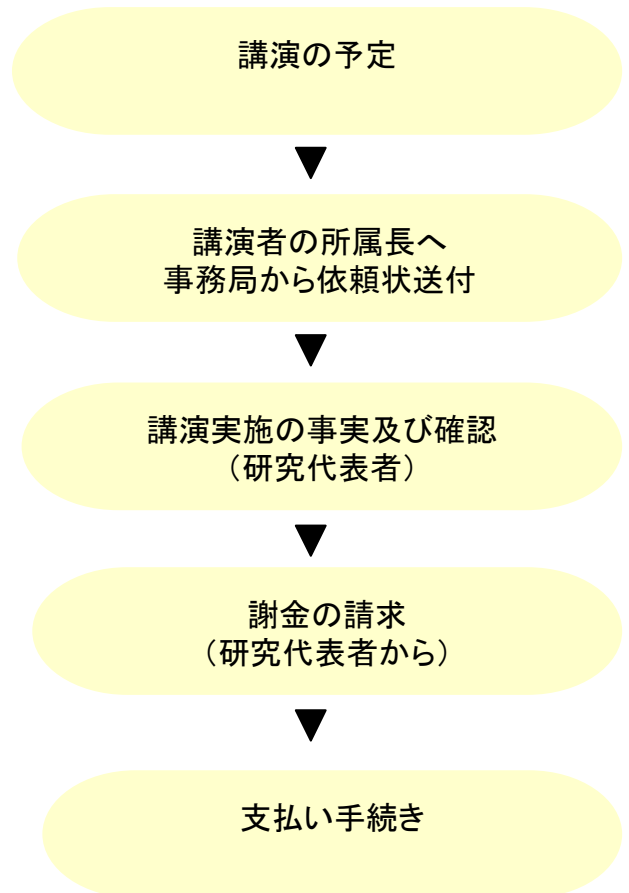 講演の予定
講演者の所属長へ
事務局から依頼状送付
講演実施の事実及び確認
（研究代表者）
謝金の請求
（研究代表者から）
支払い手続き